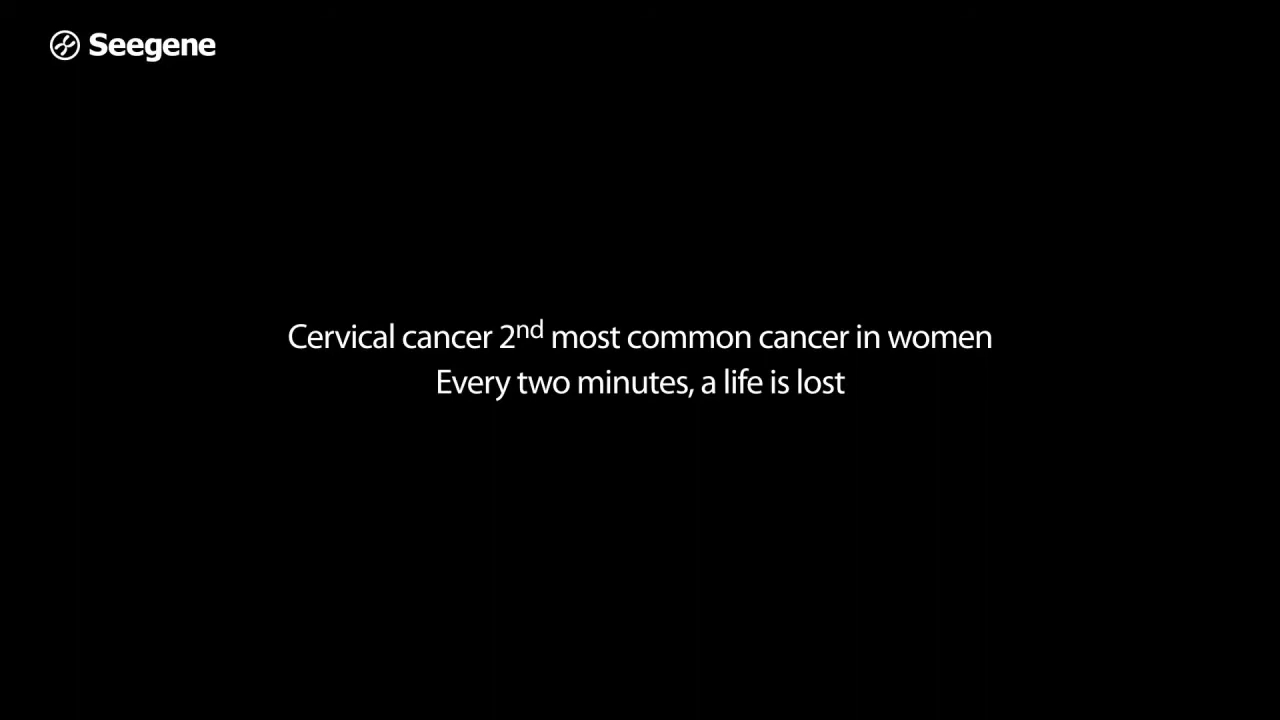 Seegene
Cervical cancer 2nd most common cancer in women
Every two minutes, a life is lost